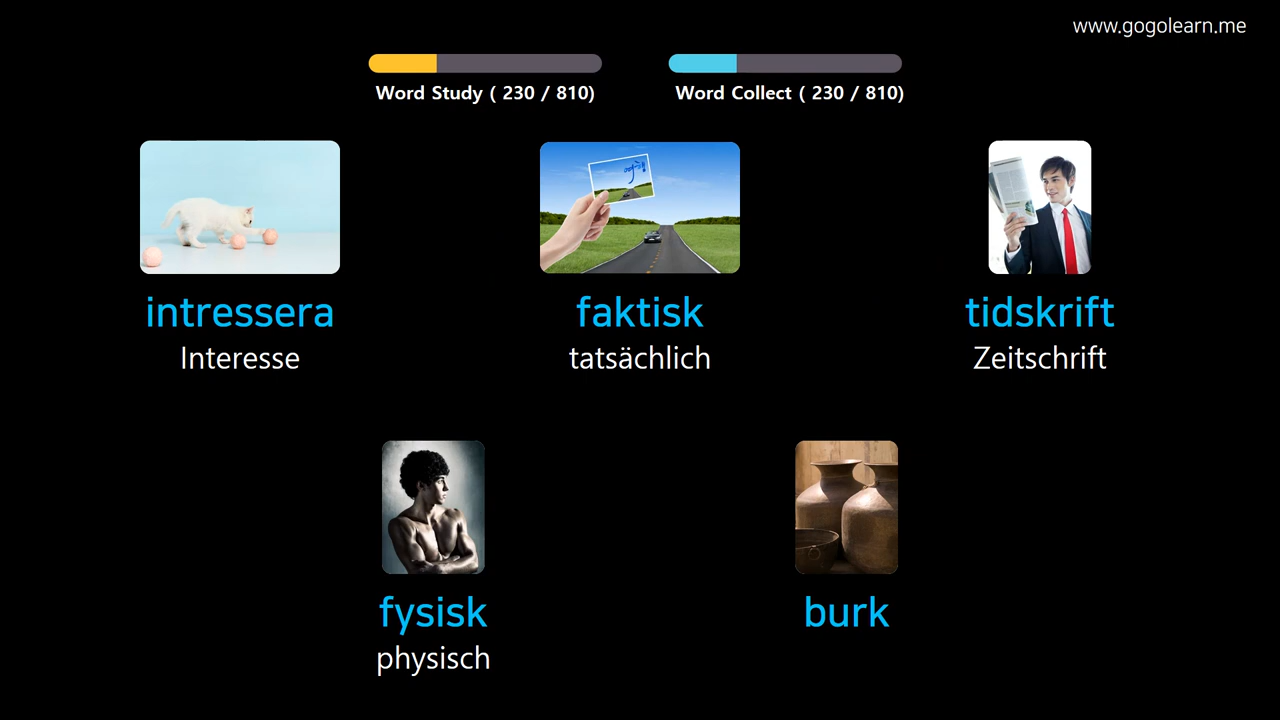 www.gogolearn.me
Word Study ( 230 / 810)
Word Collect ( 230 / 810)
intressera
Interesse
faktisk
tatsächlich
tidskrift
Zeitschrift
fysisk
physisch
burk